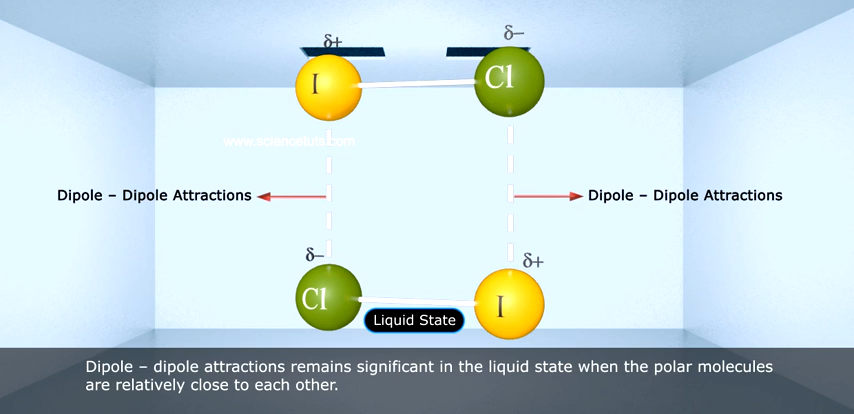 δ+
δ−
I
Cl
www.sciencetuts.com
Dipole – Dipole Attractions
Dipole – Dipole Attractions
δ−
δ+
Cl
I
Liquid State
Dipole – dipole attractions remains significant in the liquid state when the polar molecules
are relatively close to each other.